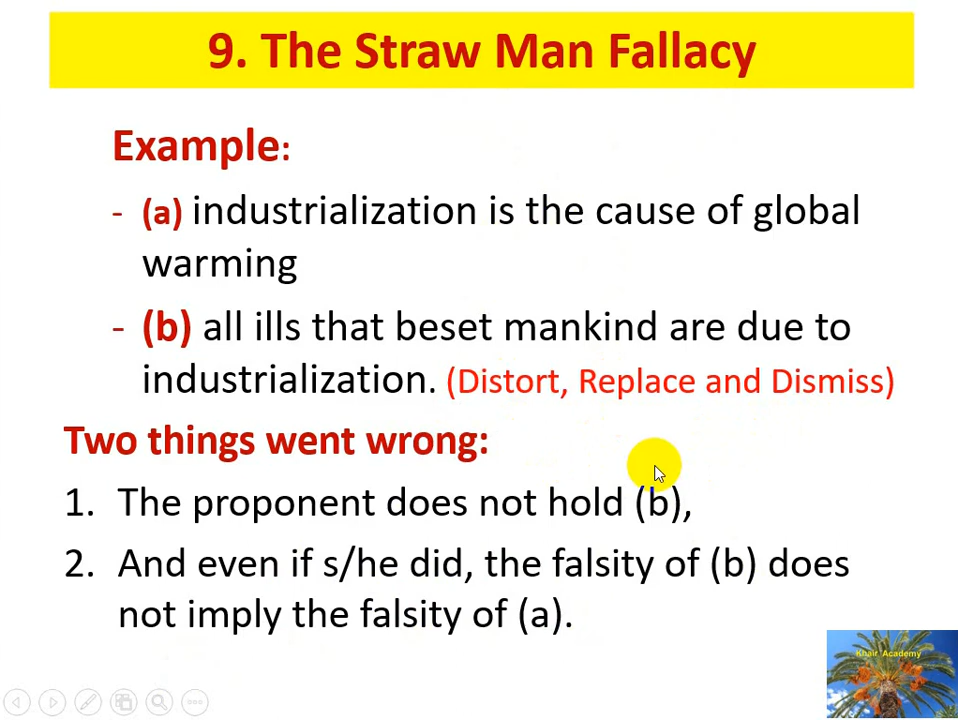 9. The Straw Man Fallacy
Example:
- (a) industrialization is the cause of global
warming
- (b) all ills that beset mankind are due to
industrialization. (Distort, Replace and Dismiss)
Two things went wrong:
1. The proponent does not hold (b),
2. And even if s/he did, the falsity of (b) does
not imply the falsity of (a).
Khair Academy